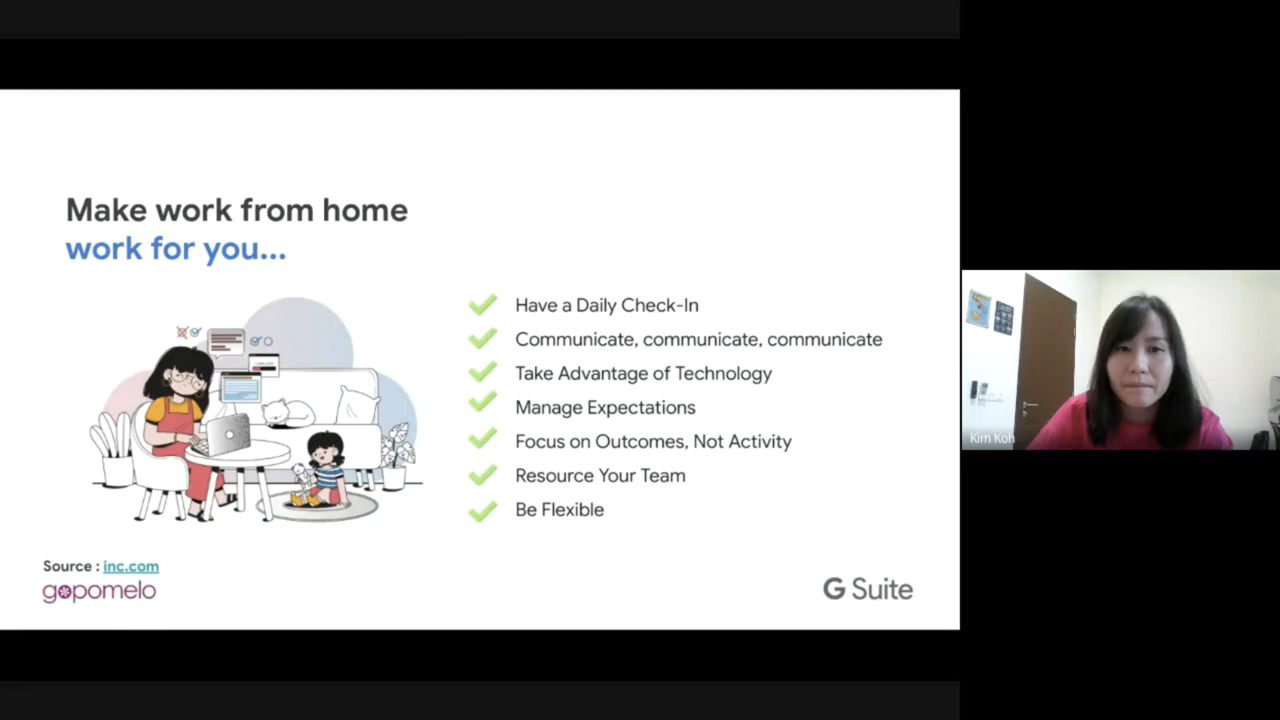 Make work from home
work for you...
Have a Daily Check-In
Communicate, communicate, communicate
Take Advantage of Technology
Manage Expectations
Focus on Outcomes, Not Activity
Resource Your Team
Be Flexible
Source : inc.com
gopomelo
G Suite
Kim Koh